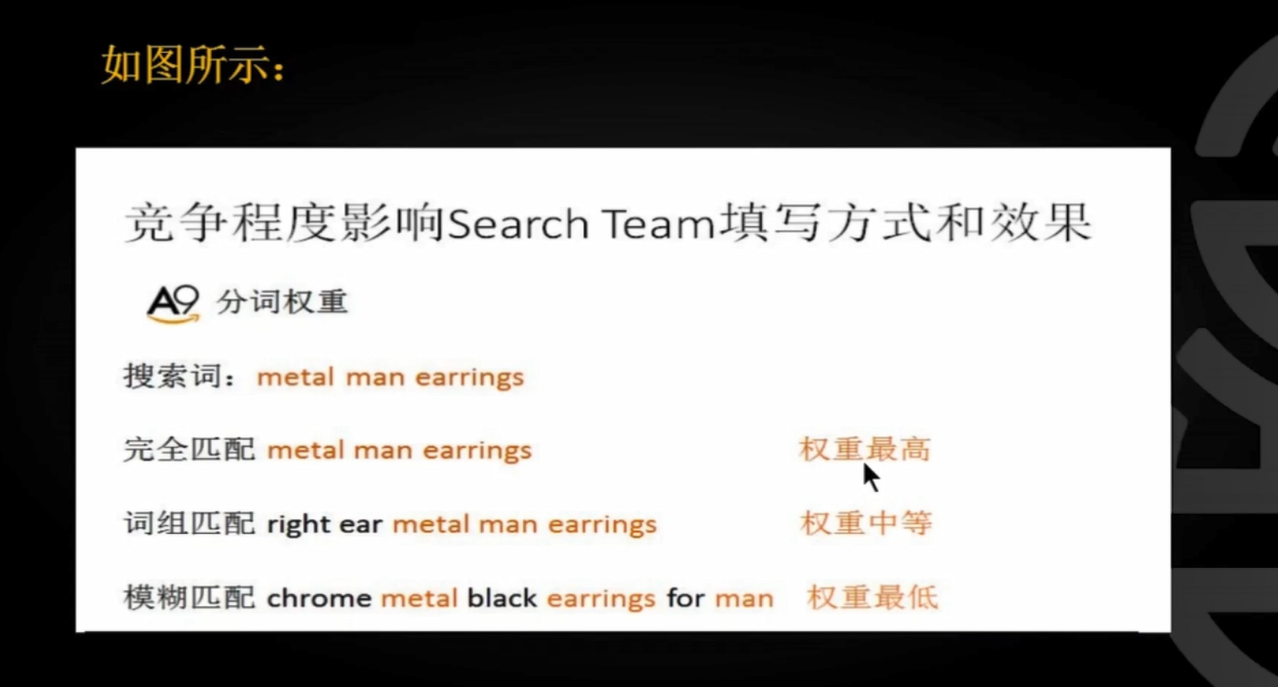 如图所示：
竞争程度影响Search Team填写方式和效果
A9 分词权重
搜索词：metal man earrings
完全匹配 metal man earrings 权重最高
词组匹配 right ear metal man earrings 权重中等
模糊匹配 chrome metal black earrings for man 权重最低